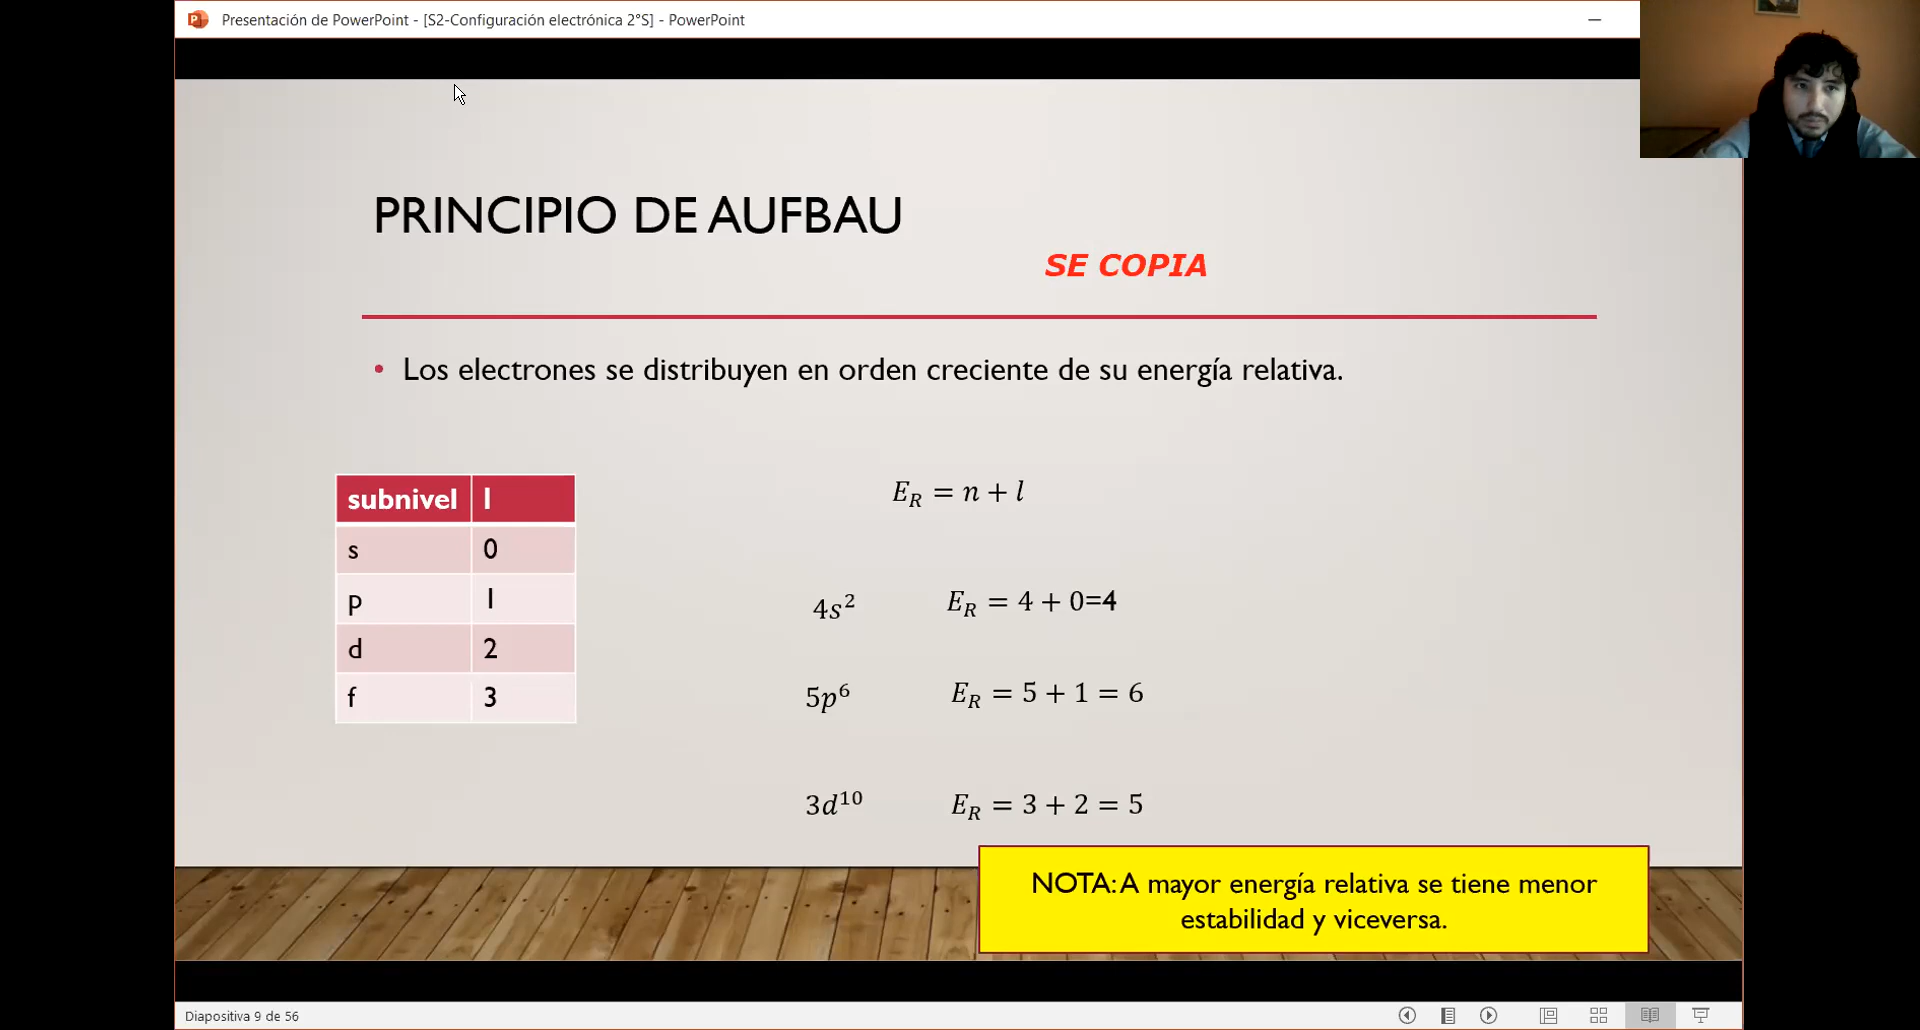 Presentación de PowerPoint - [S2-Configuración electrónica 2°S] - PowerPoint
PRINCIPIO DE AUFBAU
SE COPIA
• Los electrones se distribuyen en orden creciente de su energía relativa.
subnivel l
s 0
p 1
d 2
f 3
E_R = n + l
4s² E_R = 4 + 0=4
5p⁶ E_R = 5 + 1 = 6
3d¹⁰ E_R = 3 + 2 = 5
NOTA: A mayor energía relativa se tiene menor
estabilidad y viceversa.
Diapositiva 9 de 56